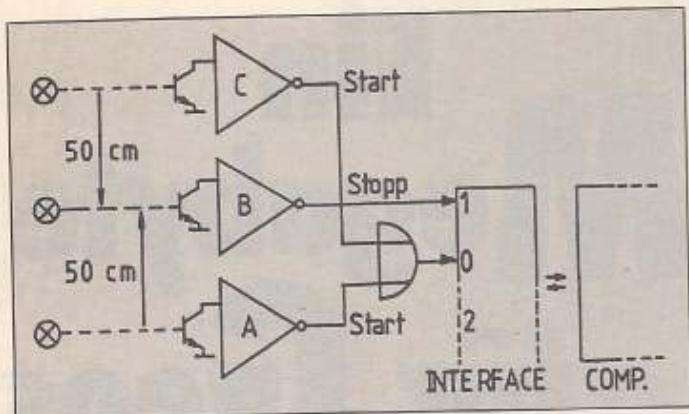 C
Start
50 cm
Stopp
B
1
0
50 cm
A
Start
2
INTERFACE
COMP.